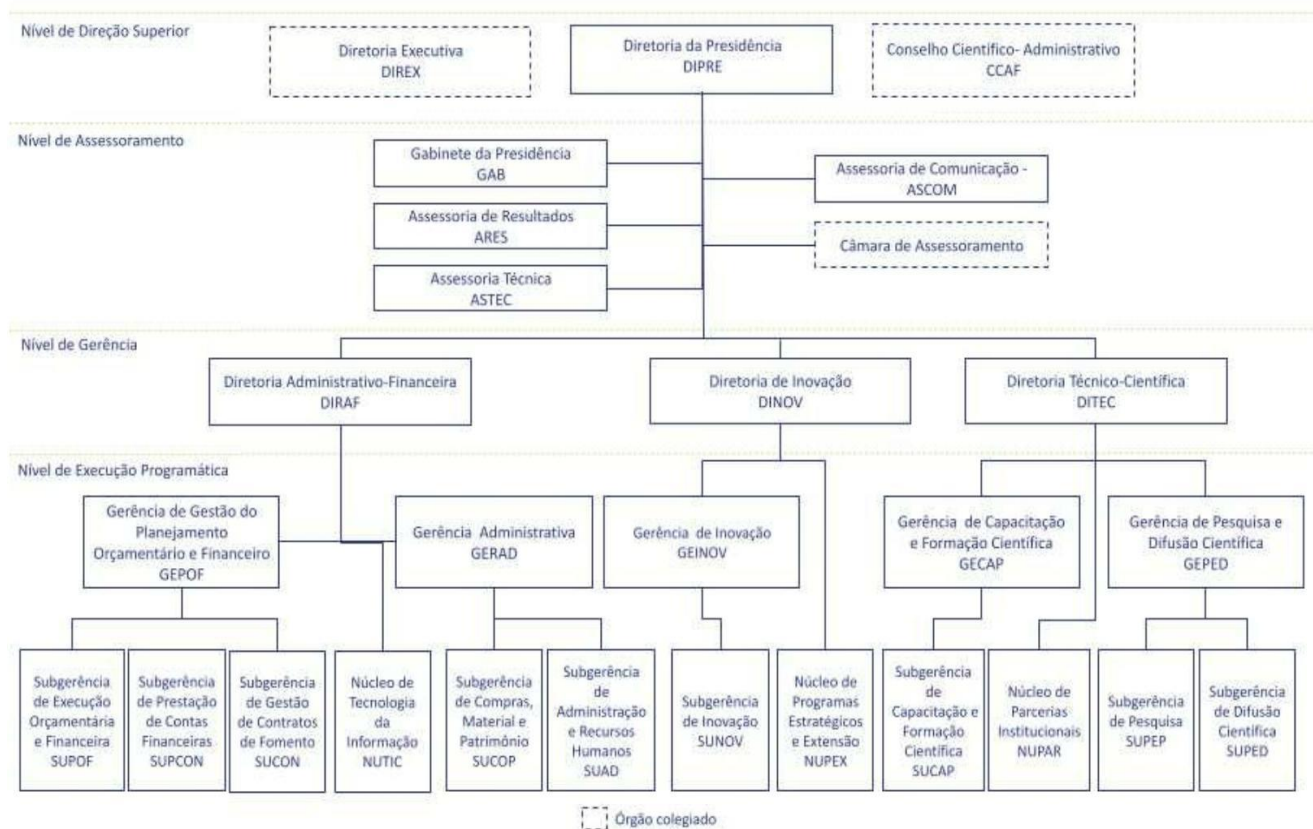 Nível de Direção Superior
Diretoria Executiva
DIREX
Diretoria da Presidência
DIPRE
Conselho Científico- Administrativo
CCAF
Nível de Assessoramento
Gabinete da Presidência
GAB
Assessoria de Comunicação -
ASCOM
Assessoria de Resultados
ARES
Câmara de Assessoramento
Assessoria Técnica
ASTEC
Nível de Gerência
Diretoria Administrativo-Financeira
DIRAF
Diretoria de Inovação
DINOV
Diretoria Técnico-Científica
DITEC
Nível de Execução Programática
Gerência de Gestão do
Planejamento
Orçamentário e Financeiro
GEPOF
Gerência Administrativa
GERAD
Gerência de Inovação
GEINOV
Gerência de Capacitação
e Formação Científica
GECAP
Gerência de Pesquisa e
Difusão Científica
GEPED
Subgerência
de Execução
Orçamentária
e Financeira
SUPOF
Subgerência
de Prestação
de Contas
Financeiras
SUPCON
Subgerência
de Gestão
de Contratos
de Fomento
SUCON
Núcleo de
Tecnologia
da
Informação
NUTIC
Subgerência
de Compras,
Material e
Patrimônio
SUCOP
Subgerência
de
Administração
e Recursos
Humanos
SUAD
Subgerência
de Inovação
SUNOV
Núcleo de
Programas
Estratégicos
e Extensão
NUPEX
Subgerência
de
Capacitação e
Formação
Científica
SUCAP
Núcleo de
Parcerias
Institucionais
NUPAR
Subgerência
de Pesquisa
SUPEP
Subgerência
de Difusão
Científica
SUPED
Órgão colegiado